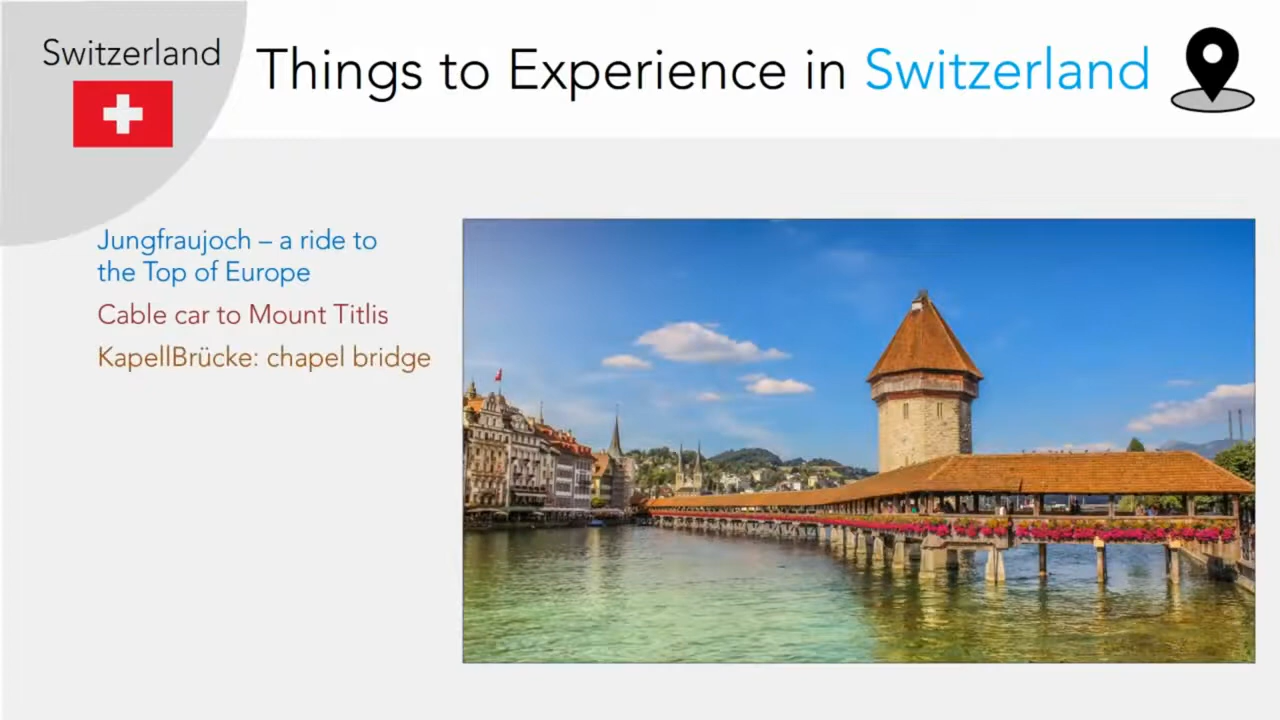 Switzerland
Things to Experience in Switzerland
Jungfraujoch – a ride to
the Top of Europe
Cable car to Mount Titlis
KapellBrücke: chapel bridge